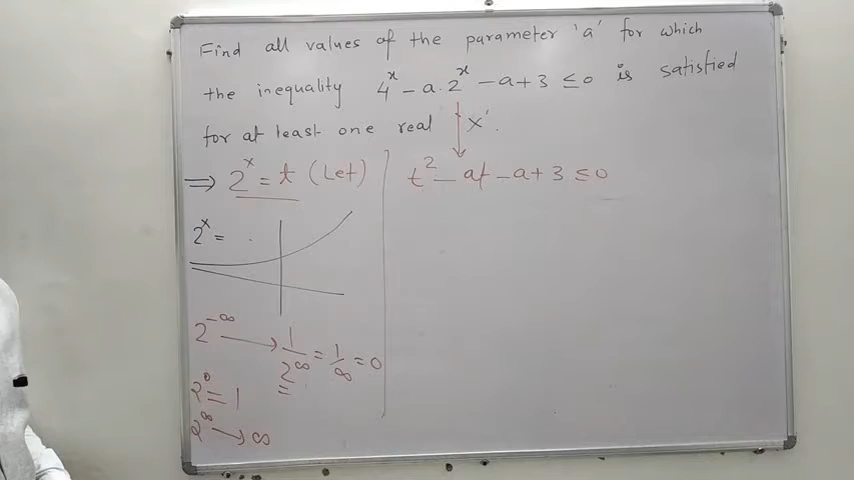 Find all values of the parameter 'a' for which
the inequality 4^x - a.2^x - a + 3 ≤ 0 is satisfied
for at least one real 'x'.
⇒ 2^x = t (Let)
t^2 - at - a + 3 ≤ 0
2^x =
2^-∞ → 1/2^∞ = 1/∞ = 0
2^0 = 1
2^∞ → ∞